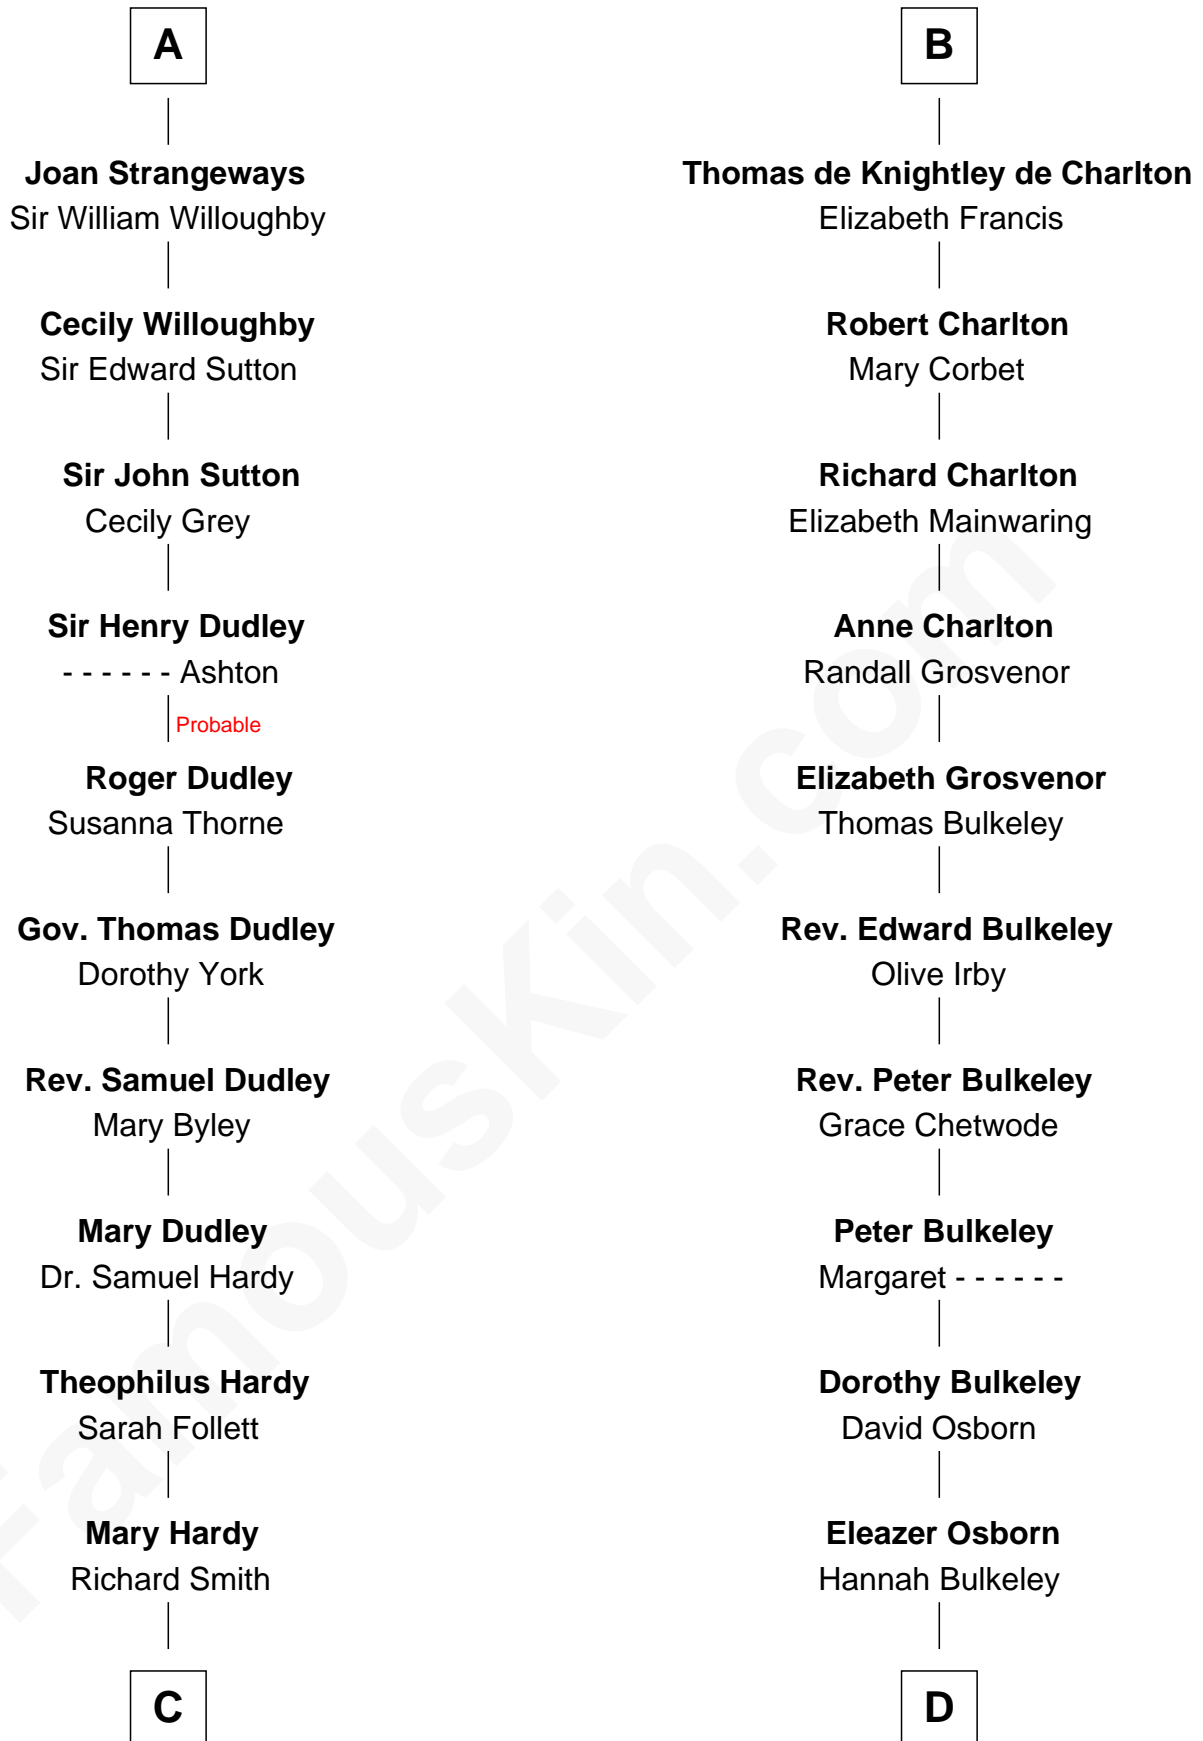 A
Joan Strangeways
Sir William Willoughby
Cecily Willoughby
Sir Edward Sutton
Sir John Sutton
Cecily Grey
Sir Henry Dudley
- - - - - - Ashton
Probable
Roger Dudley
Susanna Thorne
Gov. Thomas Dudley
Dorothy York
Rev. Samuel Dudley
Mary Byley
Mary Dudley
Dr. Samuel Hardy
Theophilus Hardy
Sarah Follett
Mary Hardy
Richard Smith
C
B
Thomas de Knightley de Charlton
Elizabeth Francis
Robert Charlton
Mary Corbet
Richard Charlton
Elizabeth Mainwaring
Anne Charlton
Randall Grosvenor
Elizabeth Grosvenor
Thomas Bulkeley
Rev. Edward Bulkeley
Olive Irby
Rev. Peter Bulkeley
Grace Chetwode
Peter Bulkeley
Margaret - - - - - -
Dorothy Bulkeley
David Osborn
Eleazer Osborn
Hannah Bulkeley
D
FamousKin.com